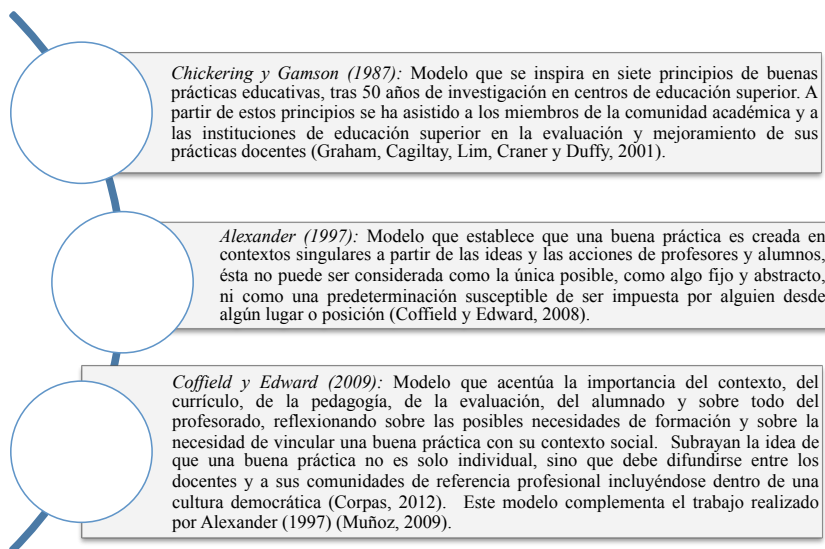 Chickering y Gamson (1987): Modelo que se inspira en siete principios de buenas
prácticas educativas, tras 50 años de investigación en centros de educación superior. A
partir de estos principios se ha asistido a los miembros de la comunidad académica y a
las instituciones de educación superior en la evaluación y mejoramiento de sus
prácticas docentes (Graham, Cagiltay, Lim, Craner y Duffy, 2001).
Alexander (1997): Modelo que establece que una buena práctica es creada en
contextos singulares a partir de las ideas y las acciones de profesores y alumnos,
ésta no puede ser considerada como la única posible, como algo fijo y abstracto,
ni como una predeterminación susceptible de ser impuesta por alguien desde
algún lugar o posición (Coffield y Edward, 2008).
Coffield y Edward (2009): Modelo que acentúa la importancia del contexto, del
currículo, de la pedagogía, de la evaluación, del alumnado y sobre todo del
profesorado, reflexionando sobre las posibles necesidades de formación y sobre la
necesidad de vincular una buena práctica con su contexto social. Subrayan la idea de
que una buena práctica no es solo individual, sino que debe difundirse entre los
docentes y a sus comunidades de referencia profesional incluyéndose dentro de una
cultura democrática (Corpas, 2012). Este modelo complementa el trabajo realizado
por Alexander (1997) (Muñoz, 2009).